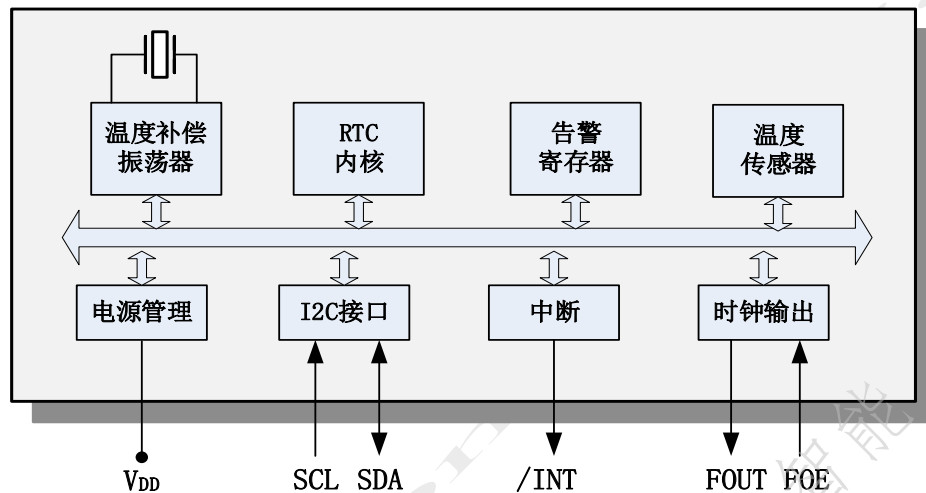 温度补偿
振荡器
RTC
内核
告警
寄存器
温度
传感器
电源管理
I2C接口
中断
时钟输出
VDD
SCL SDA
/INT
FOUT FOE
智能